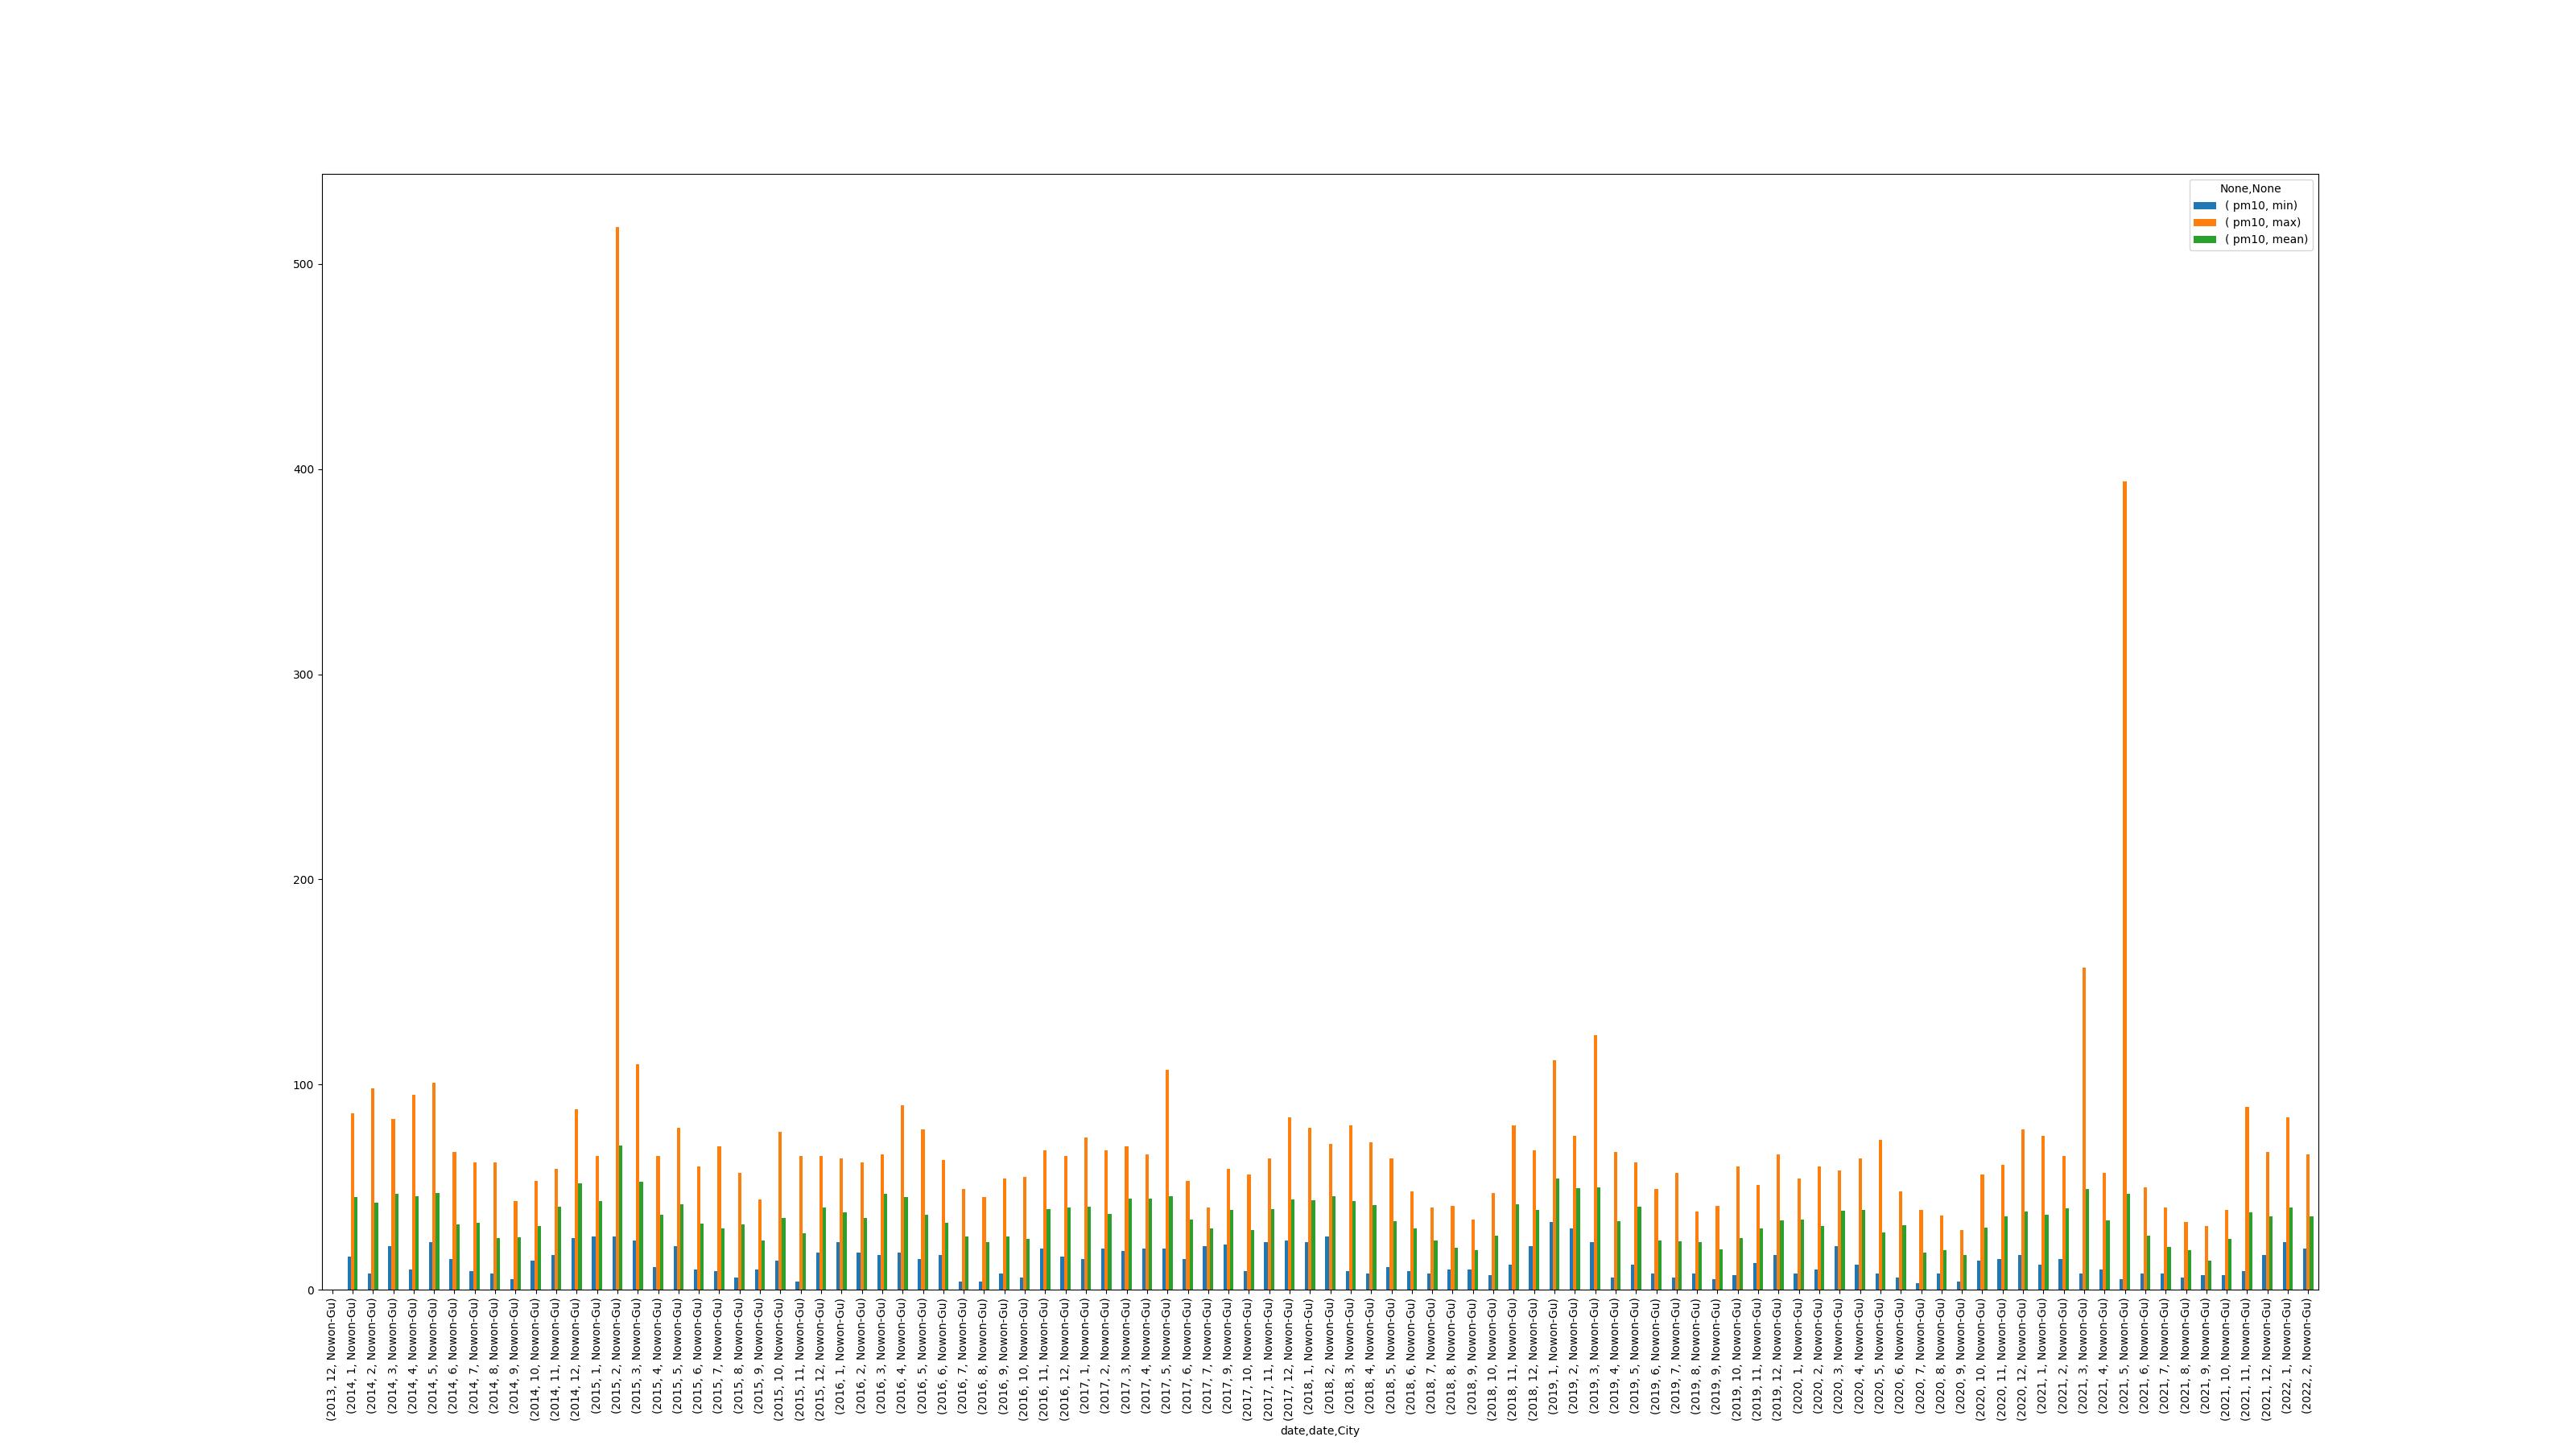 None,None
( pm10, min)
( pm10, max)
( pm10, mean)
500
400
300
200
100
0
(2013, 12, Nowon-Gu)
(2014, 1, Nowon-Gu)
(2014, 2, Nowon-Gu)
(2014, 3, Nowon-Gu)
(2014, 4, Nowon-Gu)
(2014, 5, Nowon-Gu)
(2014, 6, Nowon-Gu)
(2014, 7, Nowon-Gu)
(2014, 8, Nowon-Gu)
(2014, 9, Nowon-Gu)
(2014, 10, Nowon-Gu)
(2014, 11, Nowon-Gu)
(2014, 12, Nowon-Gu)
(2015, 1, Nowon-Gu)
(2015, 2, Nowon-Gu)
(2015, 3, Nowon-Gu)
(2015, 4, Nowon-Gu)
(2015, 5, Nowon-Gu)
(2015, 6, Nowon-Gu)
(2015, 7, Nowon-Gu)
(2015, 8, Nowon-Gu)
(2015, 9, Nowon-Gu)
(2015, 10, Nowon-Gu)
(2015, 11, Nowon-Gu)
(2015, 12, Nowon-Gu)
(2016, 1, Nowon-Gu)
(2016, 2, Nowon-Gu)
(2016, 3, Nowon-Gu)
(2016, 4, Nowon-Gu)
(2016, 5, Nowon-Gu)
(2016, 6, Nowon-Gu)
(2016, 7, Nowon-Gu)
(2016, 8, Nowon-Gu)
(2016, 9, Nowon-Gu)
(2016, 10, Nowon-Gu)
(2016, 11, Nowon-Gu)
(2016, 12, Nowon-Gu)
(2017, 1, Nowon-Gu)
(2017, 2, Nowon-Gu)
(2017, 3, Nowon-Gu)
(2017, 4, Nowon-Gu)
(2017, 5, Nowon-Gu)
(2017, 6, Nowon-Gu)
(2017, 7, Nowon-Gu)
(2017, 9, Nowon-Gu)
(2017, 10, Nowon-Gu)
(2017, 11, Nowon-Gu)
(2017, 12, Nowon-Gu)
(2018, 1, Nowon-Gu)
(2018, 2, Nowon-Gu)
(2018, 3, Nowon-Gu)
(2018, 4, Nowon-Gu)
(2018, 5, Nowon-Gu)
(2018, 6, Nowon-Gu)
(2018, 7, Nowon-Gu)
(2018, 8, Nowon-Gu)
(2018, 9, Nowon-Gu)
(2018, 10, Nowon-Gu)
(2018, 11, Nowon-Gu)
(2018, 12, Nowon-Gu)
(2019, 1, Nowon-Gu)
(2019, 2, Nowon-Gu)
(2019, 3, Nowon-Gu)
(2019, 4, Nowon-Gu)
(2019, 5, Nowon-Gu)
(2019, 6, Nowon-Gu)
(2019, 7, Nowon-Gu)
(2019, 8, Nowon-Gu)
(2019, 9, Nowon-Gu)
(2019, 10, Nowon-Gu)
(2019, 11, Nowon-Gu)
(2019, 12, Nowon-Gu)
(2020, 1, Nowon-Gu)
(2020, 2, Nowon-Gu)
(2020, 3, Nowon-Gu)
(2020, 4, Nowon-Gu)
(2020, 5, Nowon-Gu)
(2020, 6, Nowon-Gu)
(2020, 7, Nowon-Gu)
(2020, 8, Nowon-Gu)
(2020, 9, Nowon-Gu)
(2020, 10, Nowon-Gu)
(2020, 11, Nowon-Gu)
(2020, 12, Nowon-Gu)
(2021, 1, Nowon-Gu)
(2021, 2, Nowon-Gu)
(2021, 3, Nowon-Gu)
(2021, 4, Nowon-Gu)
(2021, 5, Nowon-Gu)
(2021, 6, Nowon-Gu)
(2021, 7, Nowon-Gu)
(2021, 8, Nowon-Gu)
(2021, 9, Nowon-Gu)
(2021, 10, Nowon-Gu)
(2021, 11, Nowon-Gu)
(2021, 12, Nowon-Gu)
(2022, 1, Nowon-Gu)
(2022, 2, Nowon-Gu)
date,date,City